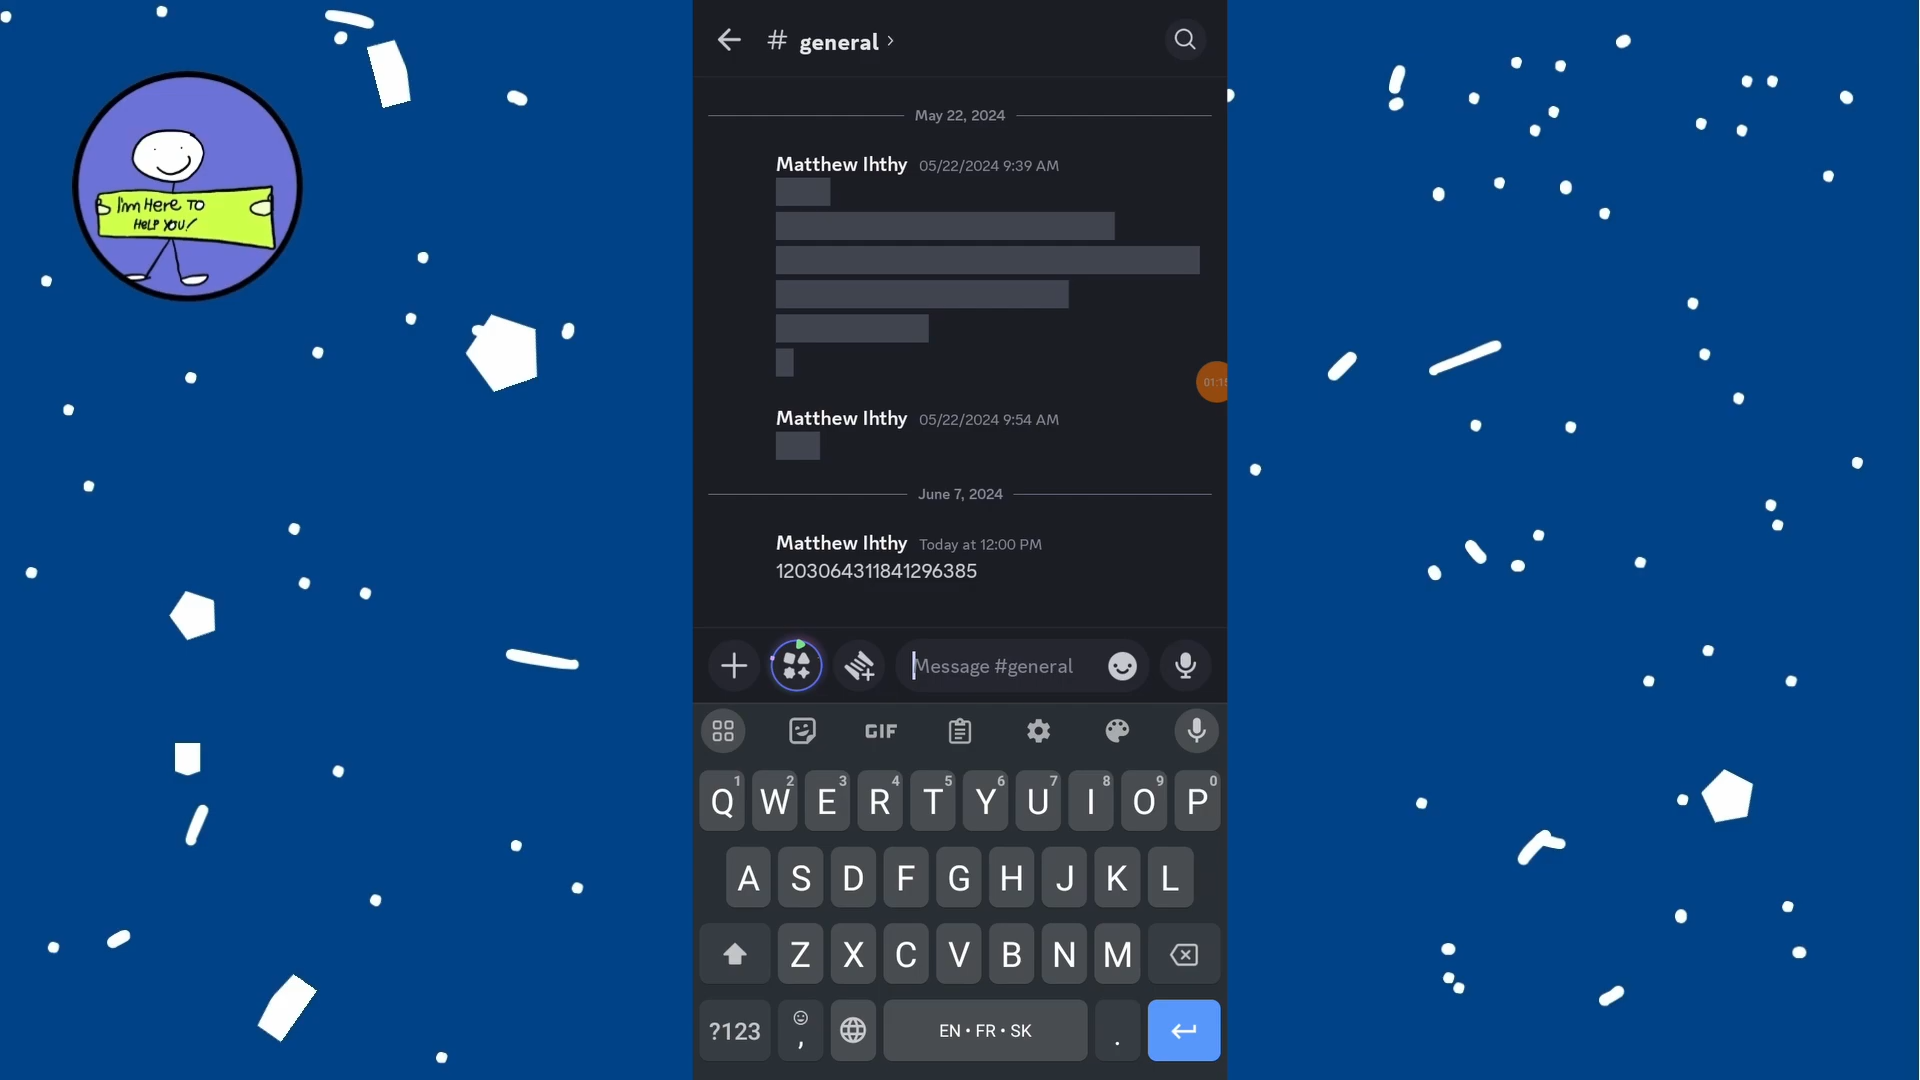 I'm HERE TO
HELP YOU!
# general
May 22, 2024
Matthew Ihthy 05/22/2024 9:39 AM
Matthew Ihthy 05/22/2024 9:54 AM
June 7, 2024
Matthew Ihthy Today at 12:00 PM
1203064311841296385
Message #general
GIF
1 2 3 4 5 6 7 8 9 0
Q W E R T Y U I O P
A S D F G H J K L
Z X C V B N M
?123 , EN • FR • SK .